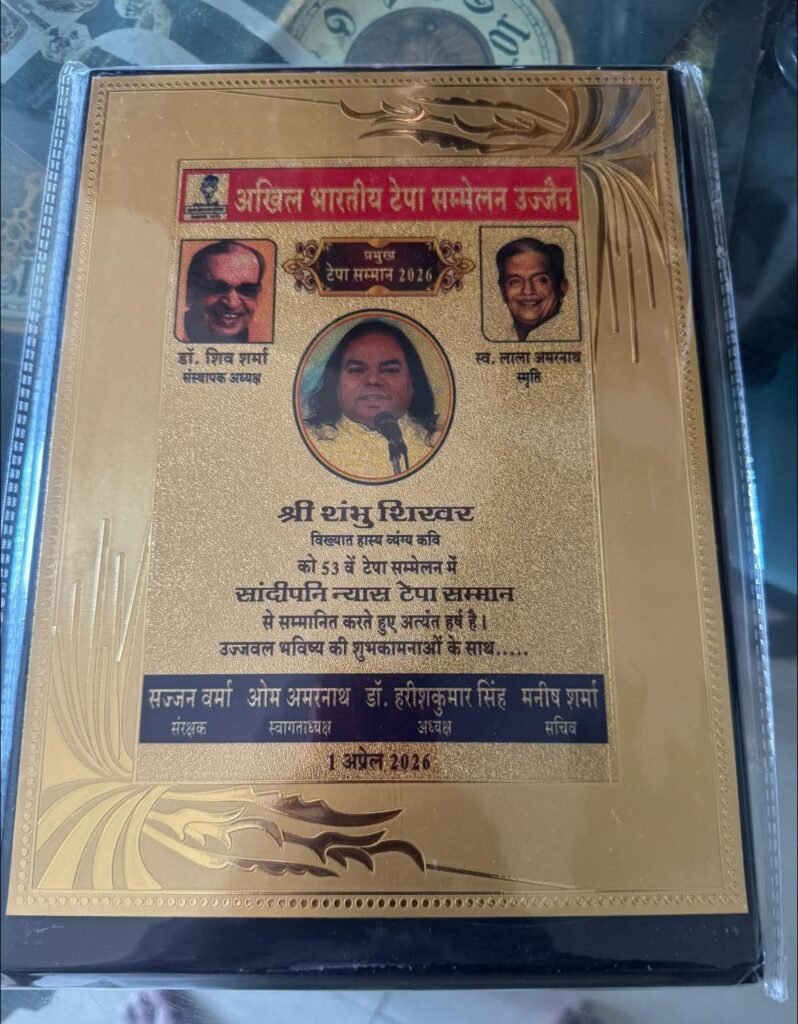 अखिल भारतीय टेपा सम्मेलन उज्जैन
प्रमुख
टेपा सम्मान 2026
डॉ. शिव शर्मा
संस्थापक अध्यक्ष
स्व. लाला अमरनाथ
स्मृति
श्री शंभु शिखर
विख्यात हास्य व्यंग्य कवि
को 53 वें टेपा सम्मेलन में
सांदीपनि न्यास टेपा सम्मान
से सम्मानित करते हुए अत्यंत हर्ष है।
उज्जवल भविष्य की शुभकामनाओं के साथ.....
सज्जन वर्मा ओम अमरनाथ डॉ. हरीशकुमार सिंह मनीष शर्मा
संरक्षक स्वागताध्यक्ष अध्यक्ष सचिव
1 अप्रेल 2026